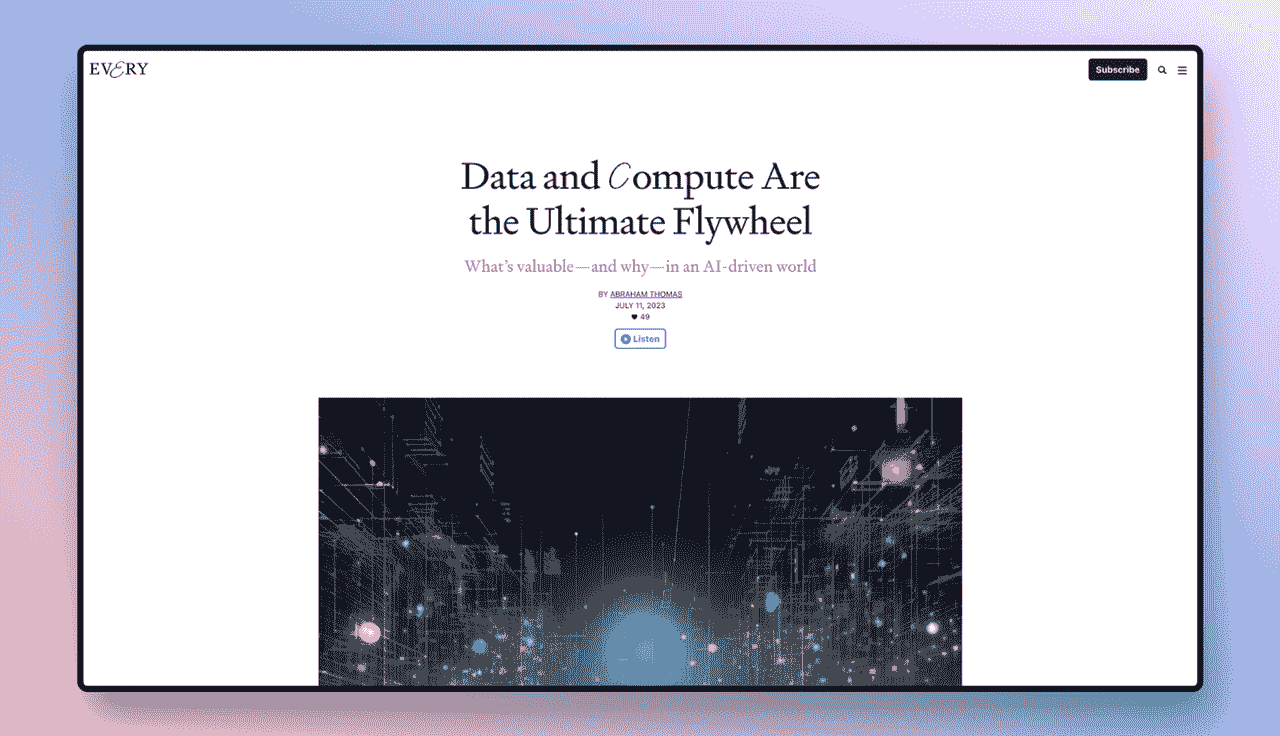 EVERY
Subscribe
Data and Compute Are
the Ultimate Flywheel
What's valuable—and why—in an AI-driven world
BY ABRAHAM THOMAS
JULY 11, 2023
49
Listen